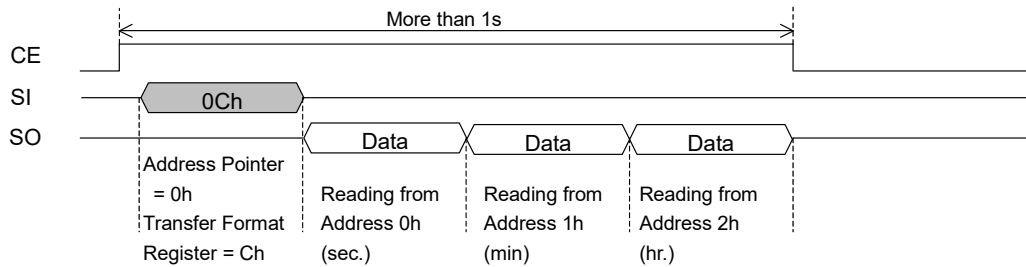 More than 1s
CE
SI
0Ch
SO
Data
Data
Data
Address Pointer
= 0h
Transfer Format
Register = Ch
Reading from
Address 0h
(sec.)
Reading from
Address 1h
(min)
Reading from
Address 2h
(hr.)